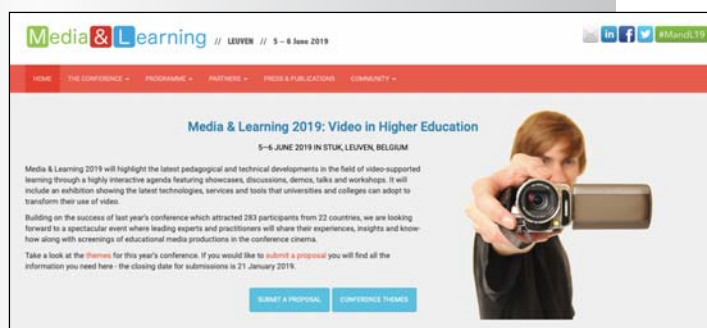 Media & Learning // LEUVEN // 5 – 6 June 2019
in f #MandL19
HOME THE CONFERENCE PROGRAMME PARTNERS PRESS & PUBLICATIONS COMMUNITY
Media & Learning 2019: Video in Higher Education
5–6 JUNE 2019 IN STUK, LEUVEN, BELGIUM
Media & Learning 2019 will highlight the latest pedagogical and technical developments in the field of video-supported
learning through a highly interactive agenda featuring showcases, discussions, demos, talks and workshops. It will
include an exhibition showing the latest technologies, services and tools that universities and colleges can adopt to
transform their use of video.
Building on the success of last year's conference which attracted 283 participants from 22 countries, we are looking
forward to a spectacular event where leading experts and practitioners will share their experiences, insights and know-
how along with screenings of educational media productions in the conference cinema.
Take a look at the themes for this year's conference. If you would like to submit a proposal you will find all the
information you need here - the closing date for submissions is 21 January 2019.
SUBMIT A PROPOSAL CONFERENCE THEMES